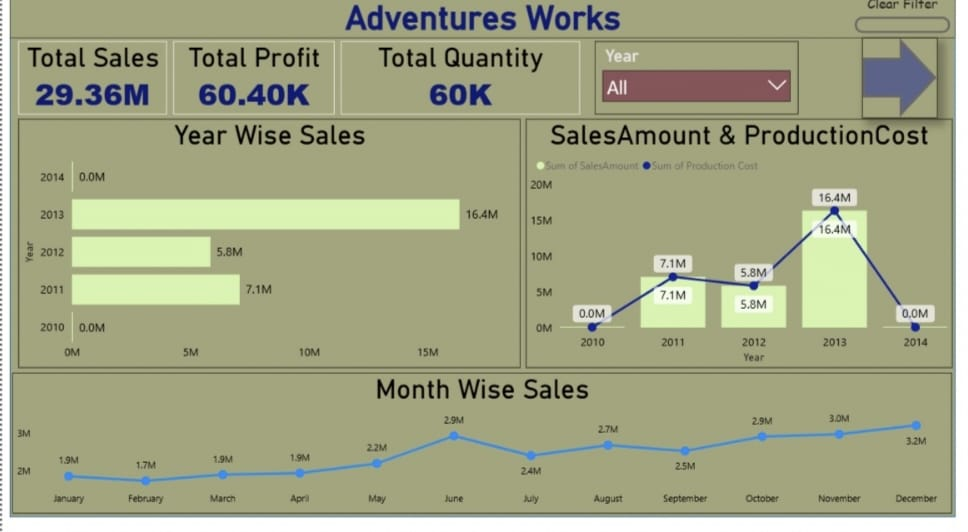 Adventures Works
Clear Filter
Total Sales
29.36M
Total Profit
60.40K
Total Quantity
60K
Year
All
Year Wise Sales
Year
2014 0.0M
2013 16.4M
2012 5.8M
2011 7.1M
2010 0.0M
0M 5M 10M 15M
SalesAmount & ProductionCost
Sum of SalesAmount Sum of Production Cost
20M
15M
10M
5M
0M
0.0M
7.1M
7.1M
5.8M
5.8M
16.4M
16.4M
0.0M
2010 2011 2012 2013 2014
Year
Month Wise Sales
3M
2M
1.9M 1.7M 1.9M 1.9M 2.2M 2.9M 2.4M 2.7M 2.5M 2.9M 3.0M 3.2M
January February March April May June July August September October November December